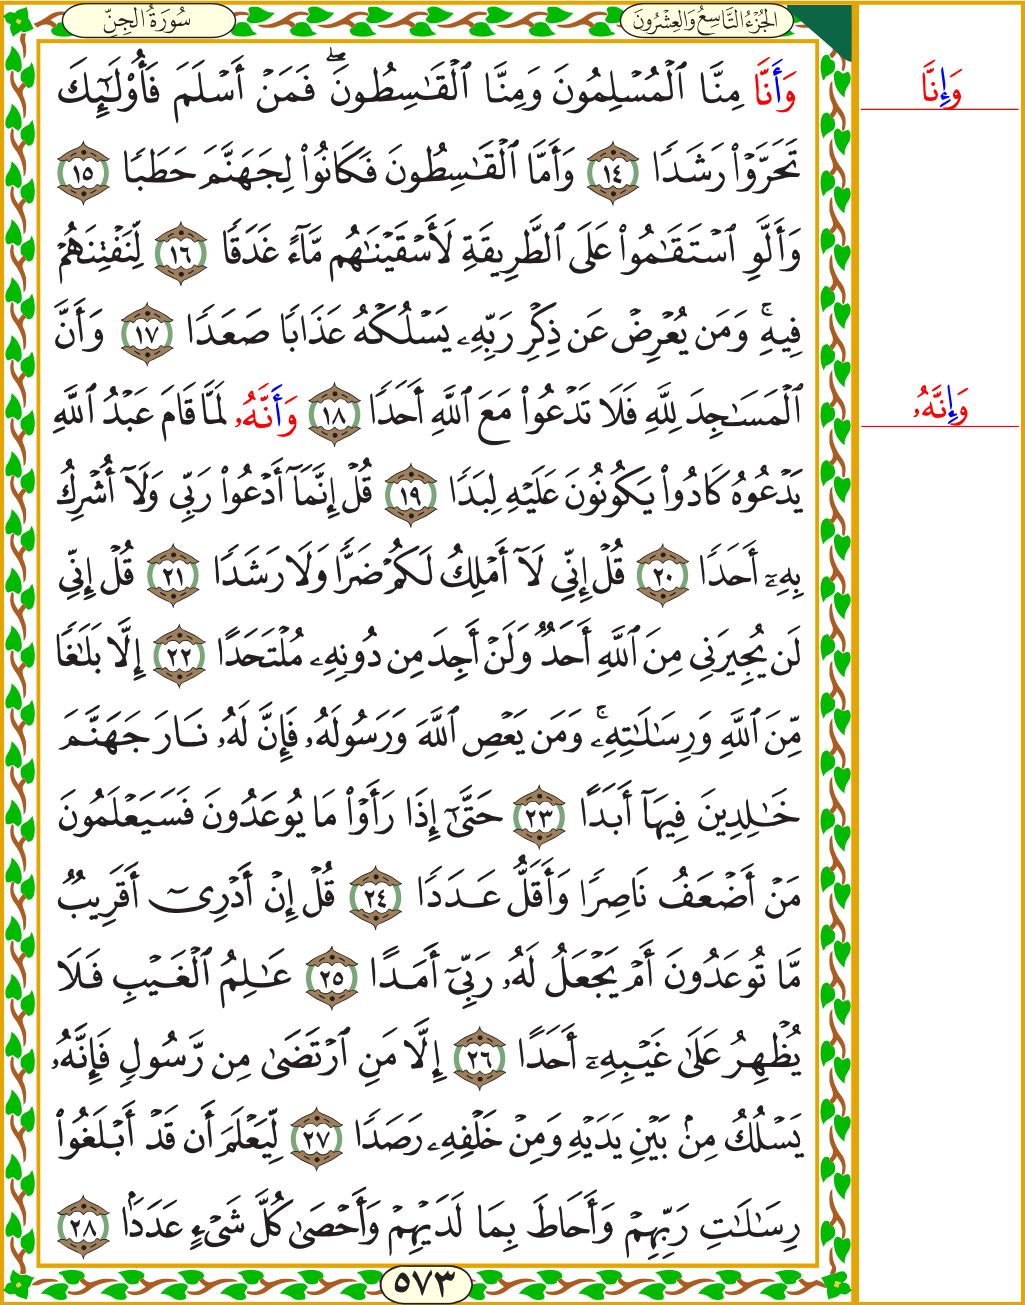 سُورَةُ الجِنِّ
الجُزْءُ التَّاسِعُ وَالعِشْرُونَ
وَأَنَّا مِنَّا ٱلْمُسْلِمُونَ وَمِنَّا ٱلْقَٰسِطُونَۖ فَمَنْ أَسْلَمَ فَأُو۟لَٰٓئِكَ
وَإِنَّا
تَحَرَّوْا۟ رَشَدًا ١٤ وَأَمَّا ٱلْقَٰسِطُونَ فَكَانُوا۟ لِجَهَنَّمَ حَطَبًا ١٥
وَأَلَّوِ ٱسْتَقَٰمُوا۟ عَلَى ٱلطَّرِيقَةِ لَأَسْقَيْنَٰهُم مَّآءً غَدَقًا ١٦ لِّنَفْتِنَهُمْ
فِيهِۚ وَمَن يُعْرِضْ عَن ذِكْرِ رَبِّهِۦ يَسْلُكْهُ عَذَابًا صَعَدًا ١٧ وَأَنَّ
ٱلْمَسَٰجِدَ لِلَّهِ فَلَا تَدْعُوا۟ مَعَ ٱللَّهِ أَحَدًا ١٨ وَأَنَّهُۥ لَمَّا قَامَ عَبْدُ ٱللَّهِ
وَإِنَّهُۥ
يَدْعُوهُ كَادُوا۟ يَكُونُونَ عَلَيْهِ لِبَدًا ١٩ قُلْ إِنَّمَآ أَدْعُوا۟ رَبِّى وَلَآ أُشْرِكُ
بِهِۦٓ أَحَدًا ٢٠ قُلْ إِنِّى لَآ أَمْلِكُ لَكُمْ ضَرًّا وَلَا رَشَدًا ٢١ قُلْ إِنِّى
لَن يُجِيرَنِى مِنَ ٱللَّهِ أَحَدٌ وَلَنْ أَجِدَ مِن دُونِهِۦ مُلْتَحَدًا ٢٢ إِلَّا بَلَٰغًا
مِّنَ ٱللَّهِ وَرِسَٰلَٰتِهِۦۚ وَمَن يَعْصِ ٱللَّهَ وَرَسُولَهُۥ فَإِنَّ لَهُۥ نَارَ جَهَنَّمَ
خَٰلِدِينَ فِيهَآ أَبَدًا ٢٣ حَتَّىٰٓ إِذَا رَأَوْا۟ مَا يُوعَدُونَ فَسَيَعْلَمُونَ
مَنْ أَضْعَفُ نَاصِرًا وَأَقَلُّ عَدَدًا ٢٤ قُلْ إِنْ أَدْرِىٓ أَقَرِيبٌ
مَّا تُوعَدُونَ أَمْ يَجْعَلُ لَهُۥ رَبِّىٓ أَمَدًا ٢٥ عَٰلِمُ ٱلْغَيْبِ فَلَا
يُظْهِرُ عَلَىٰ غَيْبِهِۦٓ أَحَدًا ٢٦ إِلَّا مَنِ ٱرْتَضَىٰ مِن رَّسُولٍ فَإِنَّهُۥ
يَسْلُكُ مِنۢ بَيْنِ يَدَيْهِ وَمِنْ خَلْفِهِۦ رَصَدًا ٢٧ لِّيَعْلَمَ أَن قَدْ أَبْلَغُوا۟
رِسَٰلَٰتِ رَبِّهِمْ وَأَحَاطَ بِمَا لَدَيْهِمْ وَأَحْصَىٰ كُلَّ شَىْءٍ عَدَدًۢا ٢٨
٥٧٣